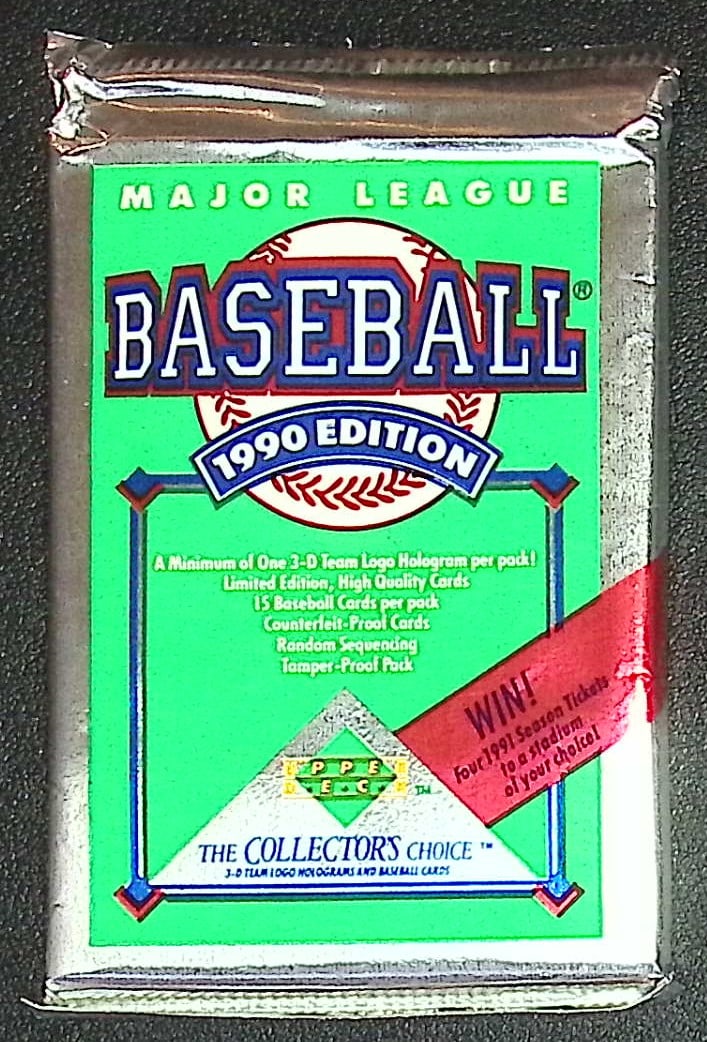 MAJOR LEAGUE
BASEBALL®
1990 EDITION
A Minimum of One 3-D Team Logo Hologram per pack!
Limited Edition, High Quality Cards
15 Baseball Cards per pack
Counterfeit-Proof Cards
Random Sequencing
Tamper-Proof Pack
WIN!
Four 1991 Season Tickets
to a stadium
of your choice!
UPPER
DECK™
THE COLLECTOR'S CHOICE™
3-D TEAM LOGO HOLOGRAMS AND BASEBALL CARDS